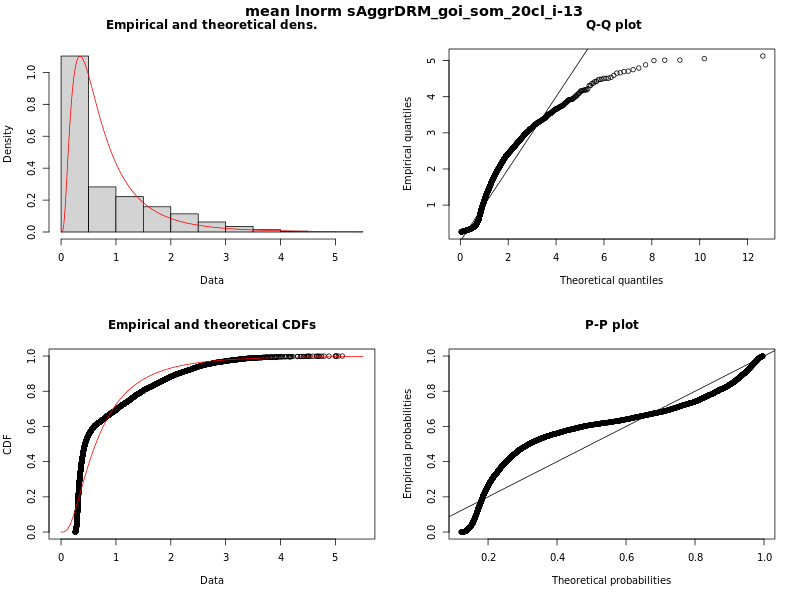 mean lnorm sAggrDRM_goi_som_20cl_i-13
Empirical and theoretical dens.
Density
0.0 0.2 0.4 0.6 0.8 1.0
0 1 2 3 4 5
Data
Q-Q plot
Empirical quantiles
1 2 3 4 5
0 2 4 6 8 10 12
Theoretical quantiles
Empirical and theoretical CDFs
CDF
0.0 0.2 0.4 0.6 0.8 1.0
0 1 2 3 4 5
Data
P-P plot
Empirical probabilities
0.0 0.2 0.4 0.6 0.8 1.0
0.2 0.4 0.6 0.8 1.0
Theoretical probabilities